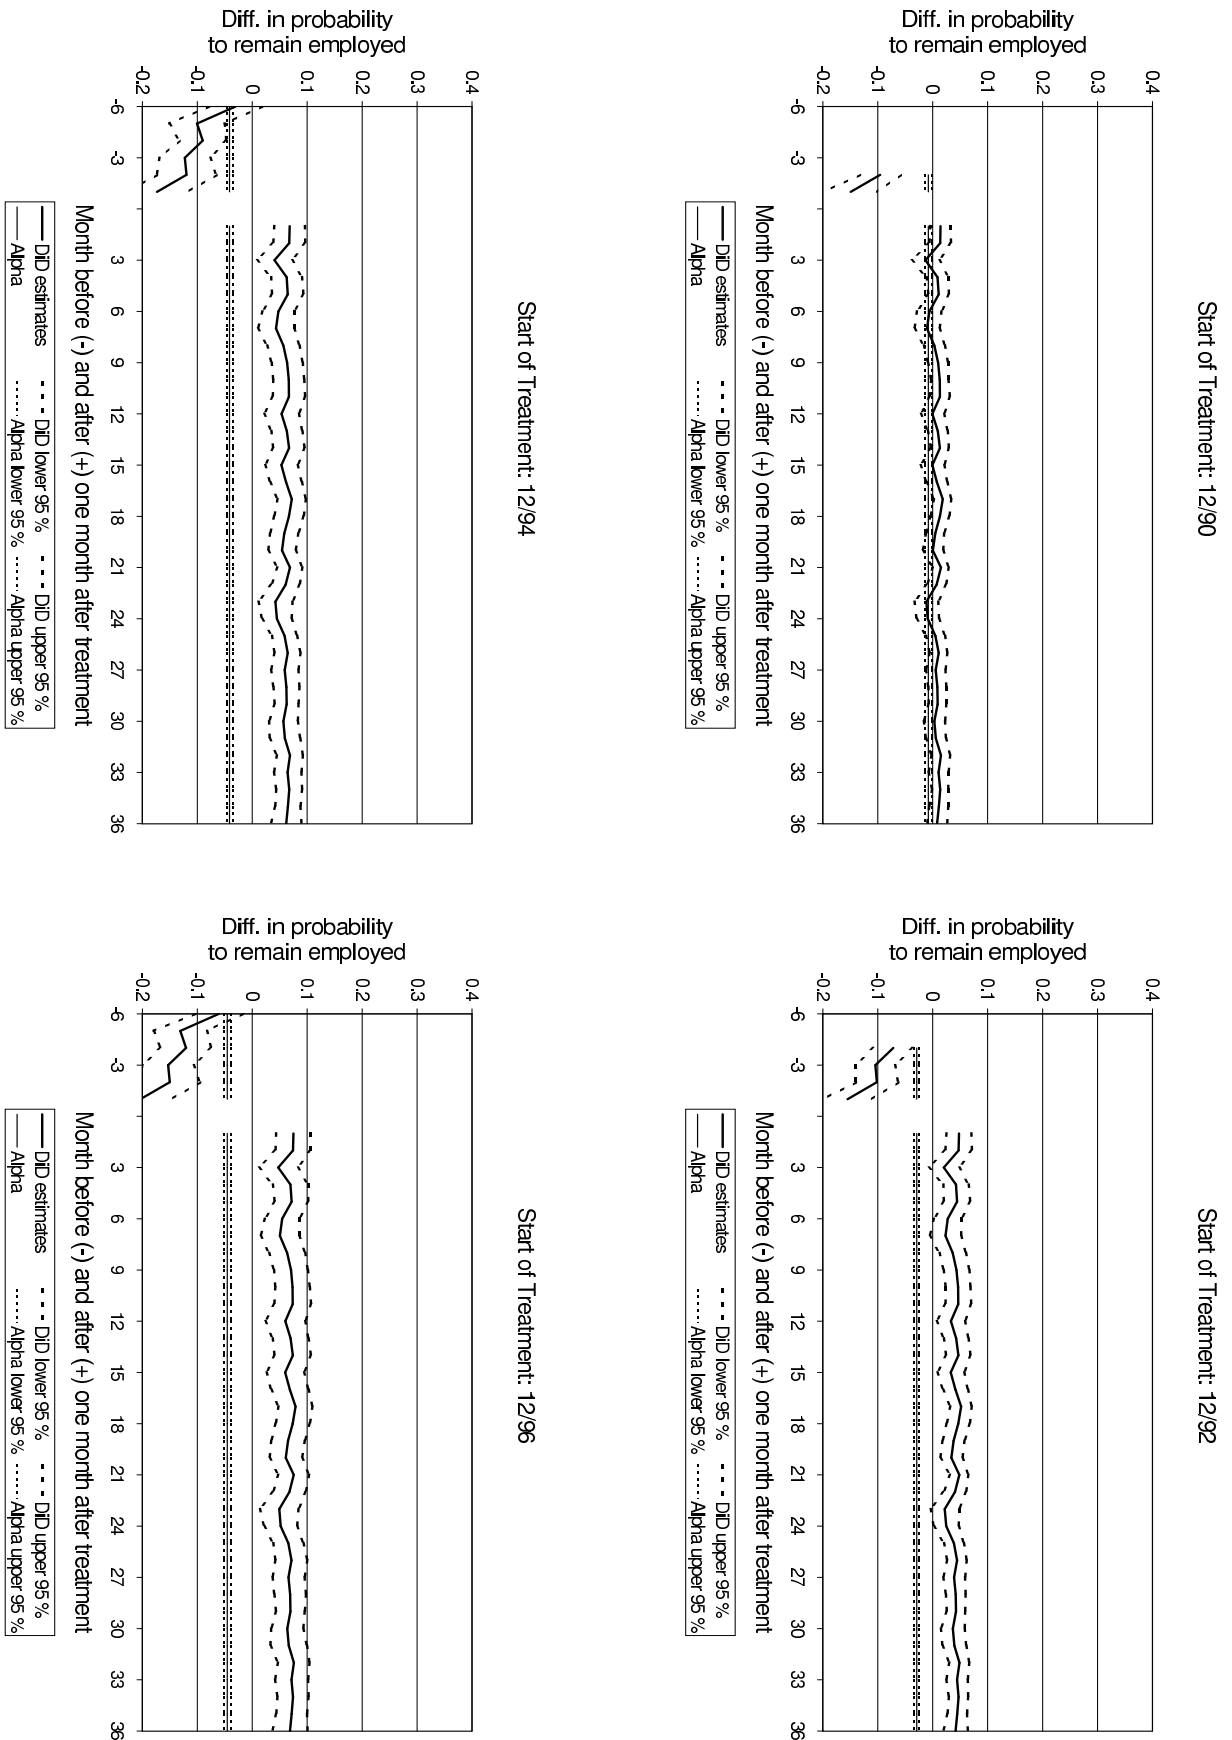 Start of Treatment: 12/90
Diff. in probability
to remain employed
0.4
0.3
0.2
0.1
0
-0.1
-0.2
-6 -3 3 6 9 12 15 18 21 24 27 30 33 36
Month before (-) and after (+) one month after treatment
DiD estimates DiD lower 95 % DiD upper 95 %
Alpha Alpha lower 95 % Alpha upper 95 %
Start of Treatment: 12/92
Diff. in probability
to remain employed
0.4
0.3
0.2
0.1
0
-0.1
-0.2
-6 -3 3 6 9 12 15 18 21 24 27 30 33 36
Month before (-) and after (+) one month after treatment
DiD estimates DiD lower 95 % DiD upper 95 %
Alpha Alpha lower 95 % Alpha upper 95 %
Start of Treatment: 12/94
Diff. in probability
to remain employed
0.4
0.3
0.2
0.1
0
-0.1
-0.2
-6 -3 3 6 9 12 15 18 21 24 27 30 33 36
Month before (-) and after (+) one month after treatment
DiD estimates DiD lower 95 % DiD upper 95 %
Alpha Alpha lower 95 % Alpha upper 95 %
Start of Treatment: 12/96
Diff. in probability
to remain employed
0.4
0.3
0.2
0.1
0
-0.1
-0.2
-6 -3 3 6 9 12 15 18 21 24 27 30 33 36
Month before (-) and after (+) one month after treatment
DiD estimates DiD lower 95 % DiD upper 95 %
Alpha Alpha lower 95 % Alpha upper 95 %